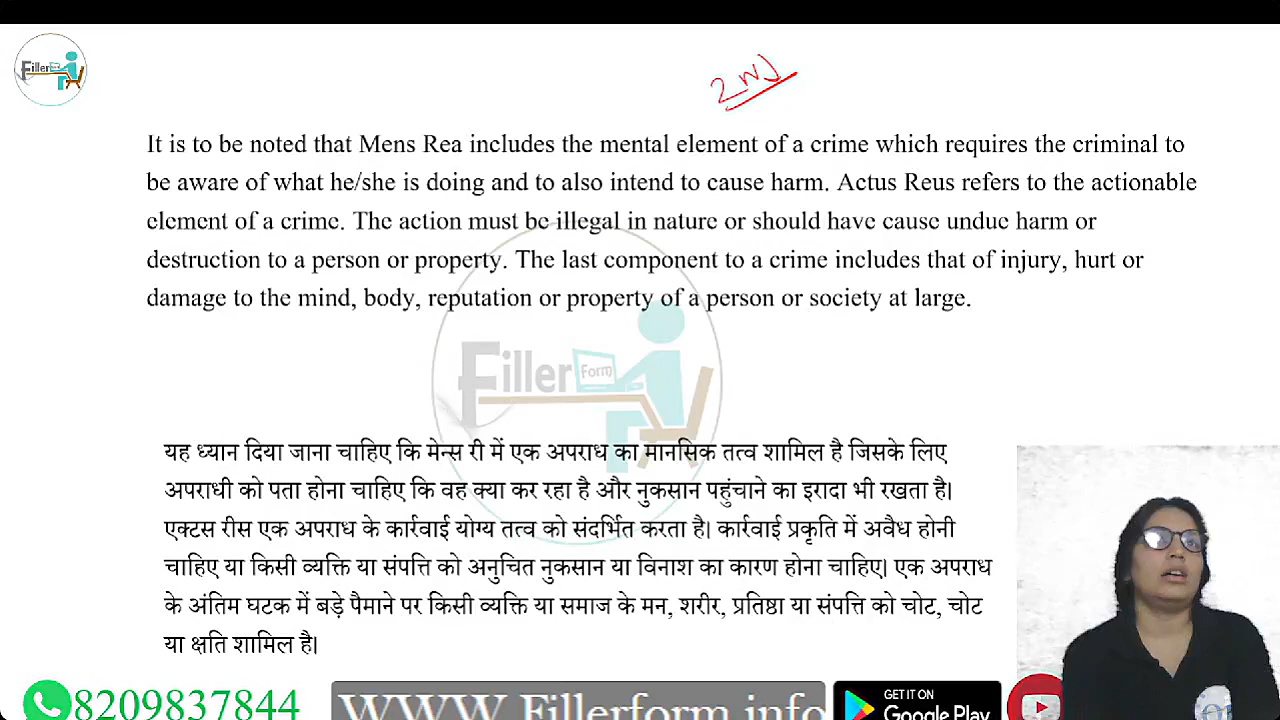 Filler
2 M
It is to be noted that Mens Rea includes the mental element of a crime which requires the criminal to
be aware of what he/she is doing and to also intend to cause harm. Actus Reus refers to the actionable
element of a crime. The action must be illegal in nature or should have cause undue harm or
destruction to a person or property. The last component to a crime includes that of injury, hurt or
damage to the mind, body, reputation or property of a person or society at large.
Filler Form
यह ध्यान दिया जाना चाहिए कि मेन्स री में एक अपराध का मानसिक तत्व शामिल है जिसके लिए
अपराधी को पता होना चाहिए कि वह क्या कर रहा है और नुकसान पहुंचाने का इरादा भी रखता है।
एक्टस रीस एक अपराध के कार्रवाई योग्य तत्व को संदर्भित करता है। कार्रवाई प्रकृति में अवैध होनी
चाहिए या किसी व्यक्ति या संपत्ति को अनुचित नुकसान या विनाश का कारण होना चाहिए। एक अपराध
के अंतिम घटक में बड़े पैमाने पर किसी व्यक्ति या समाज के मन, शरीर, प्रतिष्ठा या संपत्ति को चोट, चोट
या क्षति शामिल है।
8209837844
WWW.Fillerform.info
GET IT ON
Google Play